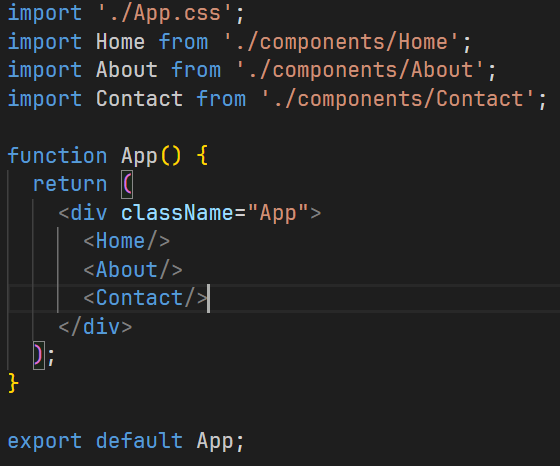 import './App.css';
import Home from './components/Home';
import About from './components/About';
import Contact from './components/Contact';

function App() {
  return (
    <div className="App">
      <Home/>
      <About/>
      <Contact/>
    </div>
  );
}

export default App;